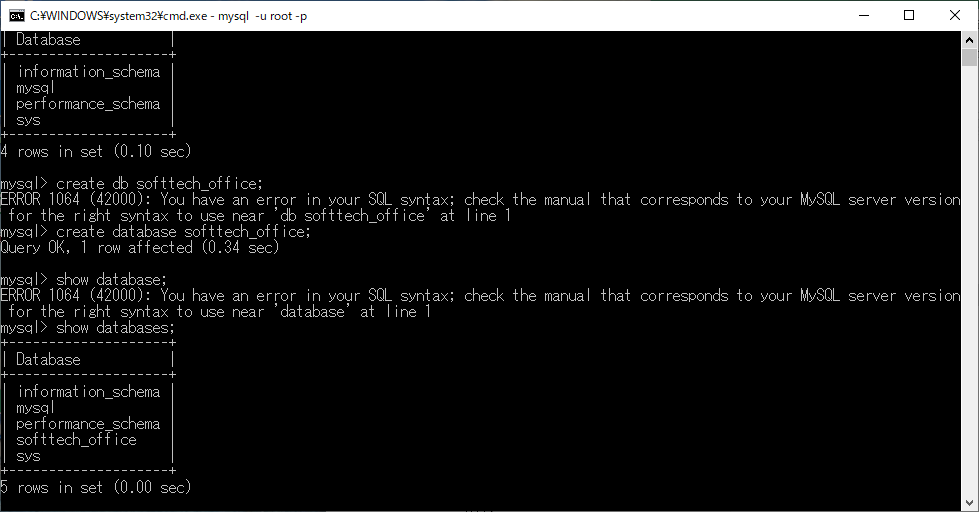 C:¥WINDOWS¥system32¥cmd.exe - mysql  -u root -p
| Database           |
+--------------------+
| information_schema |
| mysql              |
| performance_schema |
| sys                |
+--------------------+
4 rows in set (0.10 sec)
mysql> create db softtech_office;
ERROR 1064 (42000): You have an error in your SQL syntax; check the manual that corresponds to your MySQL server version
 for the right syntax to use near 'db softtech_office' at line 1
mysql> create database softtech_office;
Query OK, 1 row affected (0.34 sec)
mysql> show database;
ERROR 1064 (42000): You have an error in your SQL syntax; check the manual that corresponds to your MySQL server version
 for the right syntax to use near 'database' at line 1
mysql> show databases;
+--------------------+
| Database           |
+--------------------+
| information_schema |
| mysql              |
| performance_schema |
| softtech_office    |
| sys                |
+--------------------+
5 rows in set (0.00 sec)